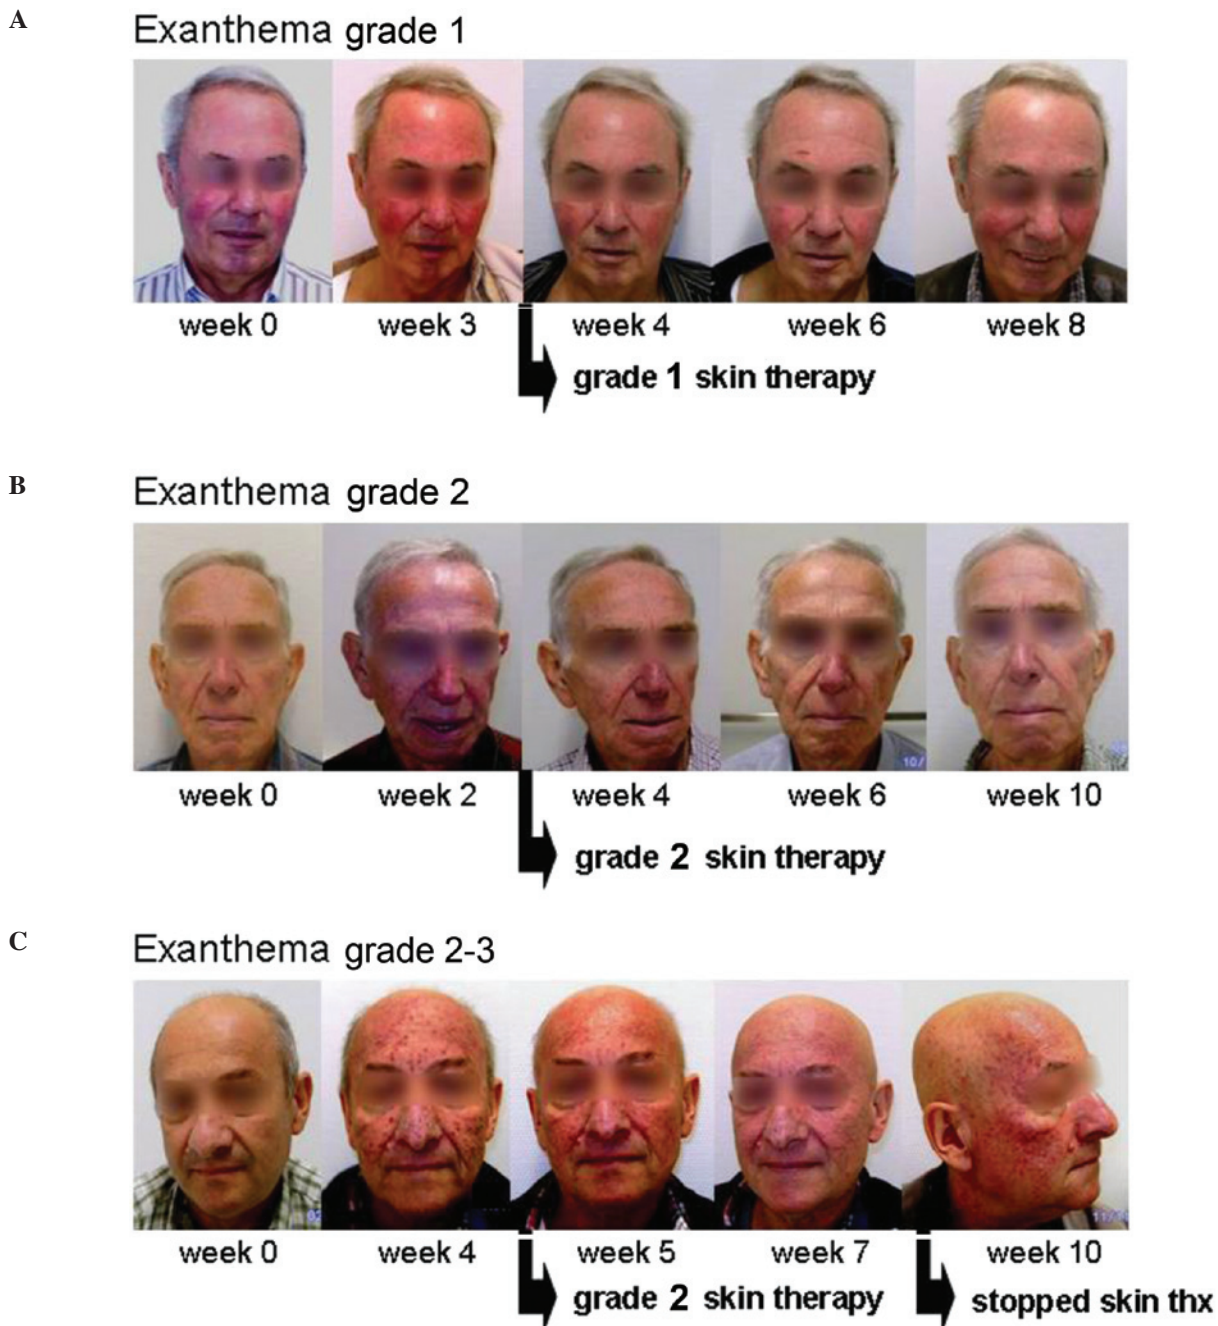 A
Exanthema grade 1
week 0 week 3 week 4 week 6 week 8
grade 1 skin therapy
B
Exanthema grade 2
10/
week 0 week 2 week 4 week 6 week 10
grade 2 skin therapy
C
Exanthema grade 2-3
week 0 week 4 week 5 week 7 week 10
grade 2 skin therapy stopped skin thx